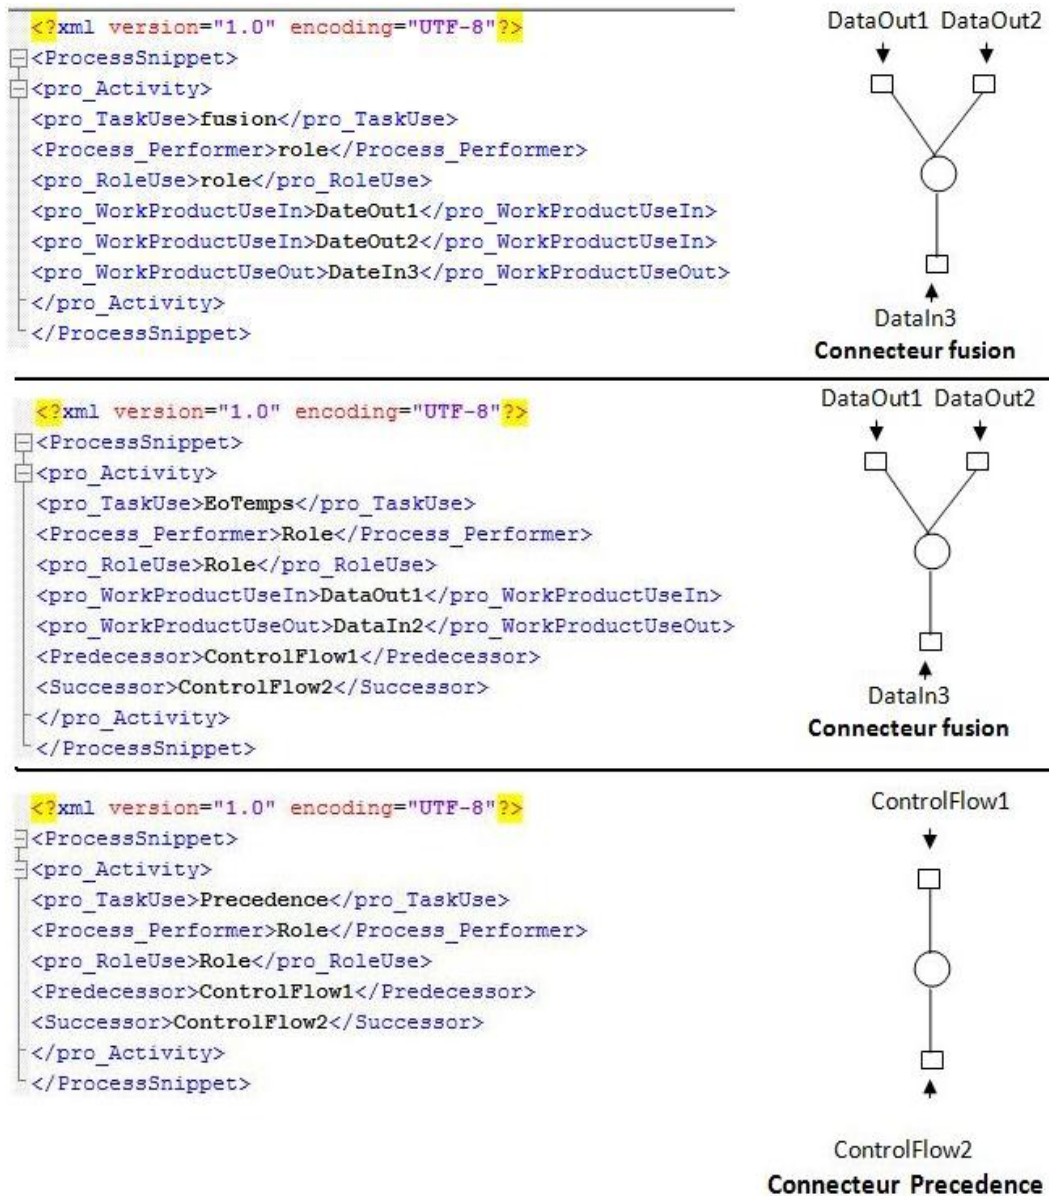 <?xml version="1.0" encoding="UTF-8"?>
<ProcessSnippet>
<pro_Activity>
<pro_TaskUse>fusion</pro_TaskUse>
<Process_Performer>role</Process_Performer>
<pro_RoleUse>role</pro_RoleUse>
<pro_WorkProductUseIn>DateOut1</pro_WorkProductUseIn>
<pro_WorkProductUseIn>DateOut2</pro_WorkProductUseIn>
<pro_WorkProductUseOut>DateIn3</pro_WorkProductUseOut>
</pro_Activity>
</ProcessSnippet>
DataOut1 DataOut2
DataIn3
Connecteur fusion
<?xml version="1.0" encoding="UTF-8"?>
<ProcessSnippet>
<pro_Activity>
<pro_TaskUse>EoTemps</pro_TaskUse>
<Process_Performer>Role</Process_Performer>
<pro_RoleUse>Role</pro_RoleUse>
<pro_WorkProductUseIn>DataOut1</pro_WorkProductUseIn>
<pro_WorkProductUseOut>DataIn2</pro_WorkProductUseOut>
<Predecessor>ControlFlow1</Predecessor>
<Successor>ControlFlow2</Successor>
</pro_Activity>
</ProcessSnippet>
DataOut1 DataOut2
DataIn3
Connecteur fusion
<?xml version="1.0" encoding="UTF-8"?>
<ProcessSnippet>
<pro_Activity>
<pro_TaskUse>Precedence</pro_TaskUse>
<Process_Performer>Role</Process_Performer>
<pro_RoleUse>Role</pro_RoleUse>
<Predecessor>ControlFlow1</Predecessor>
<Successor>ControlFlow2</Successor>
</pro_Activity>
</ProcessSnippet>
ControlFlow1
ControlFlow2
Connecteur Precedence